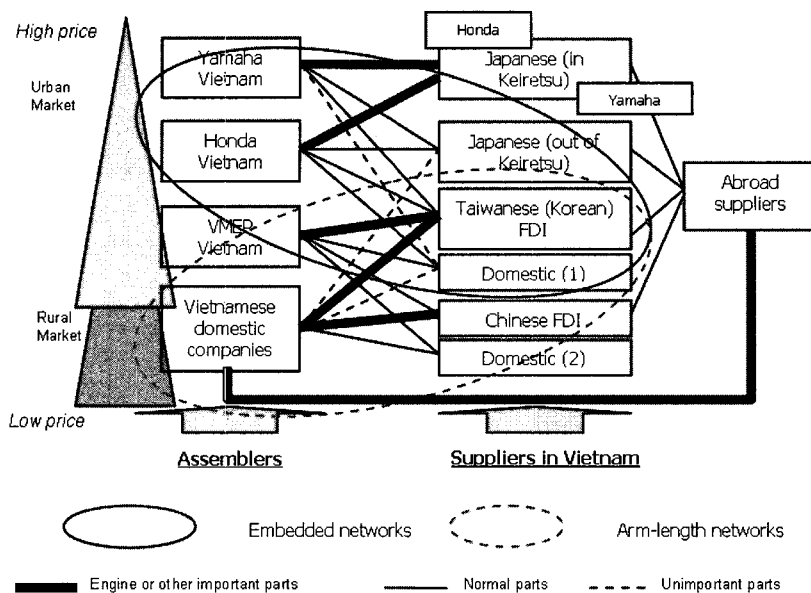 High price
Urban
Market
Rural
Market
Low price
Yamaha
Vietnam
Honda
Vietnam
VMEP
Vietnam
Vietnamese
domestic
companies
Assemblers
Honda
Japanese (in
Keiretsu)
Yamaha
Japanese (out of
Keiretsu)
Taiwanese (Korean)
FDI
Domestic (1)
Chinese FDI
Domestic (2)
Suppliers in Vietnam
Abroad
suppliers
Embedded networks
Arm-length networks
Engine or other important parts
Normal parts
Unimportant parts